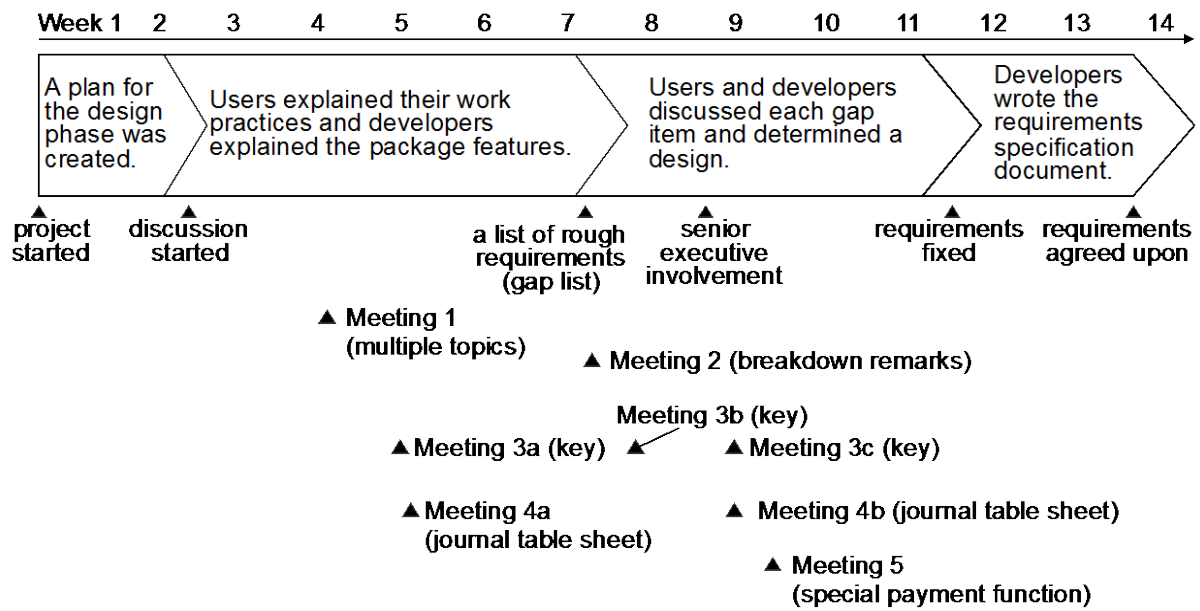 Week 1 2 3 4 5 6 7 8 9 10 11 12 13 14
A plan for
the design
phase was
created.
Users explained their work
practices and developers
explained the package features.
Users and developers
discussed each gap
item and determined a
design.
Developers
wrote the
requirements
specification
document.
project
started
discussion
started
a list of rough
requirements
(gap list)
senior
executive
involvement
requirements
fixed
requirements
agreed upon
Meeting 1
(multiple topics)
Meeting 2 (breakdown remarks)
Meeting 3b (key)
Meeting 3a (key)
Meeting 3c (key)
Meeting 4a
(journal table sheet)
Meeting 4b (journal table sheet)
Meeting 5
(special payment function)